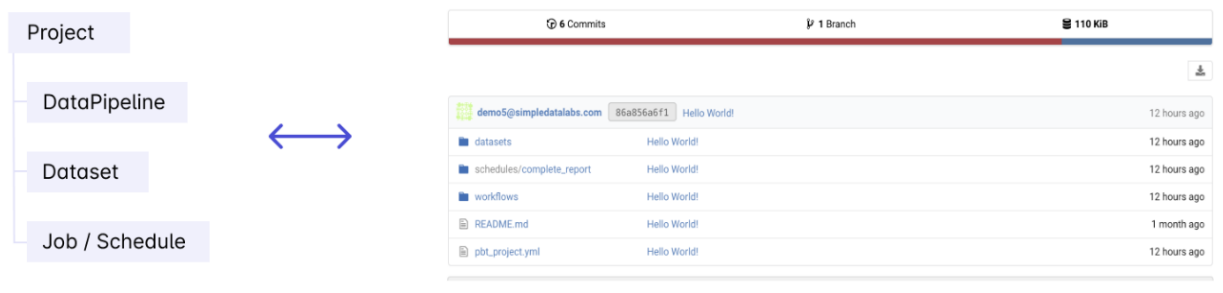 Project
DataPipeline
Dataset
Job / Schedule
6 Commits 1 Branch 110 KiB
demo5@simpledatalabs.com 86a856a6f1 Hello World! 12 hours ago
datasets Hello World! 12 hours ago
schedules/complete_report Hello World! 12 hours ago
workflows Hello World! 12 hours ago
README.md Hello World! 1 month ago
pbt_project.yml Hello World! 12 hours ago